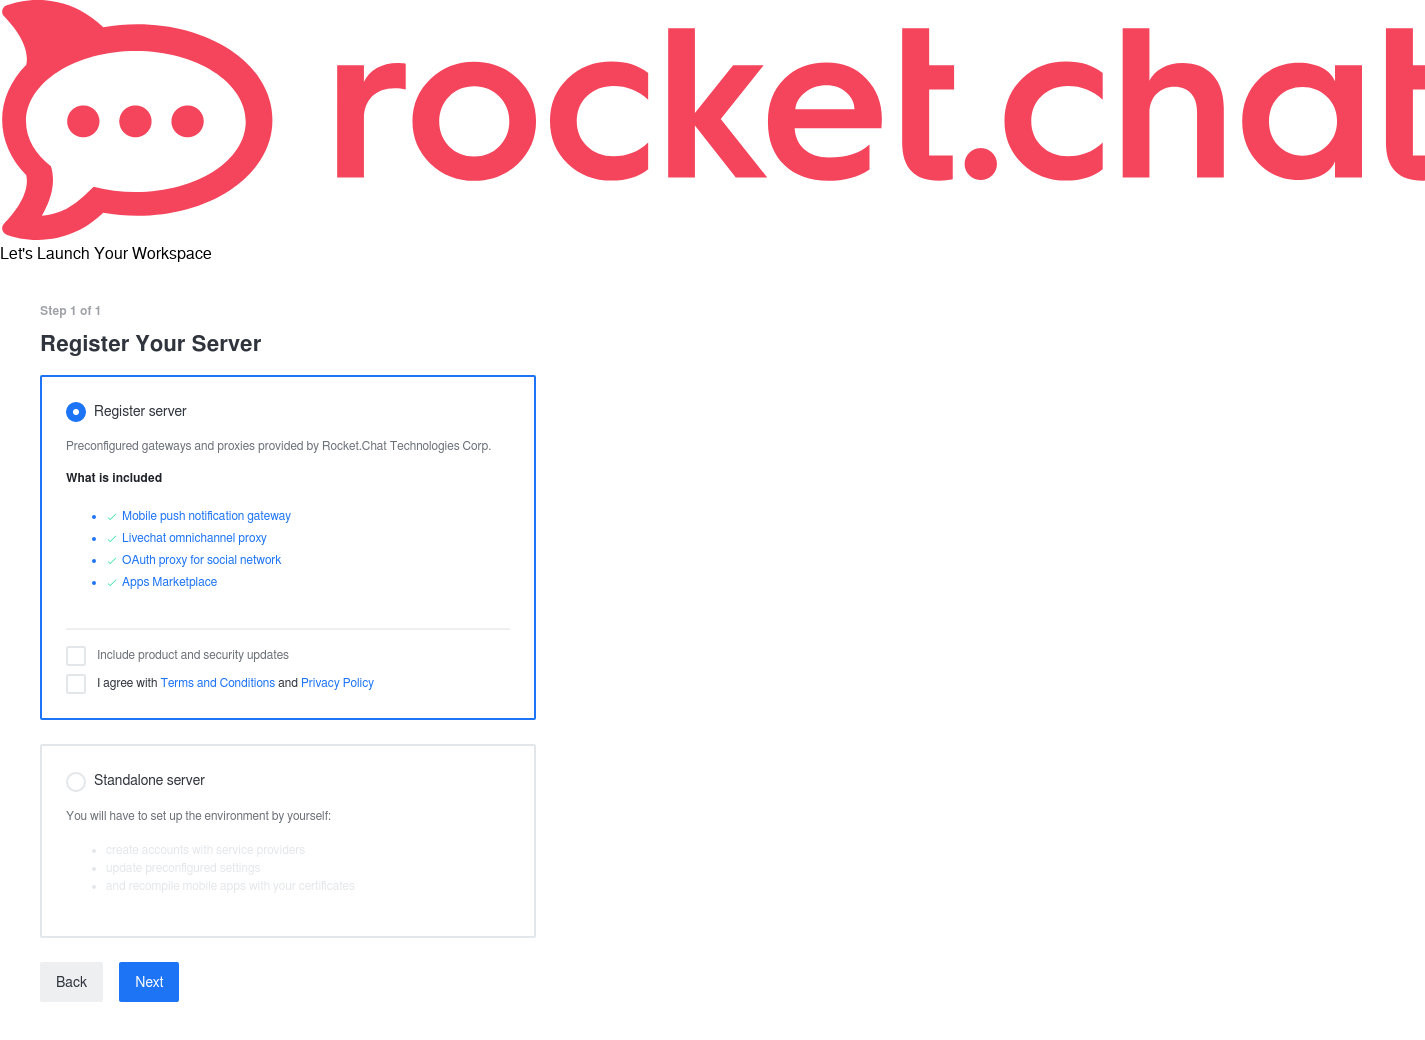 rocket.chat
Let's Launch Your Workspace
Step 1 of 1
Register Your Server
Register server
Preconfigured gateways and proxies provided by Rocket.Chat Technologies Corp.
What is included
Mobile push notification gateway
Livechat omnichannel proxy
OAuth proxy for social network
Apps Marketplace
Include product and security updates
I agree with Terms and Conditions and Privacy Policy
Standalone server
You will have to set up the environment by yourself:
create accounts with service providers
update preconfigured settings
and recompile mobile apps with your certificates
Back Next